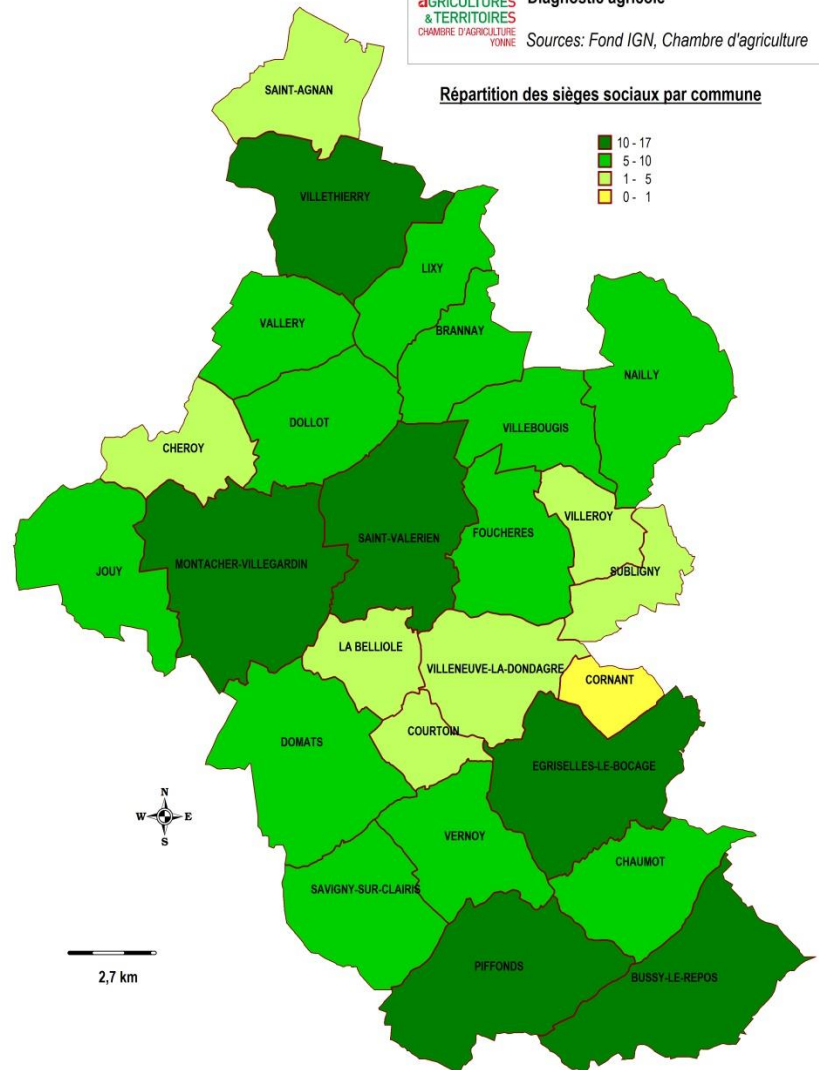 aGRICULTURES
& TERRITOIRES
CHAMBRE D'AGRICULTURE
YONNE
Diagnostic agricole
Sources: Fond IGN, Chambre d'agriculture
Répartition des sièges sociaux par commune
10 - 17
5 - 10
1 - 5
0 - 1
SAINT-AGNAN
VILLETHIERRY
LIXY
VALLERY
BRANNAY
NAILLY
DOLLOT
VILLEBOUGIS
CHEROY
VILLEROY
FOUCHERES
SAINT-VALERIEN
MONTACHER-VILLEGARDIN
JOUY
SUBLIGNY
LA BELLIOLE
VILLENEUVE-LA-DONDAGRE
CORNANT
COURTOIN
DOMATS
EGRISELLES-LE-BOCAGE
N
W E
S
VERNOY
CHAUMOT
SAVIGNY-SUR-CLAIRIS
PIFFONDS
BUSSY-LE-REPOS
2,7 km